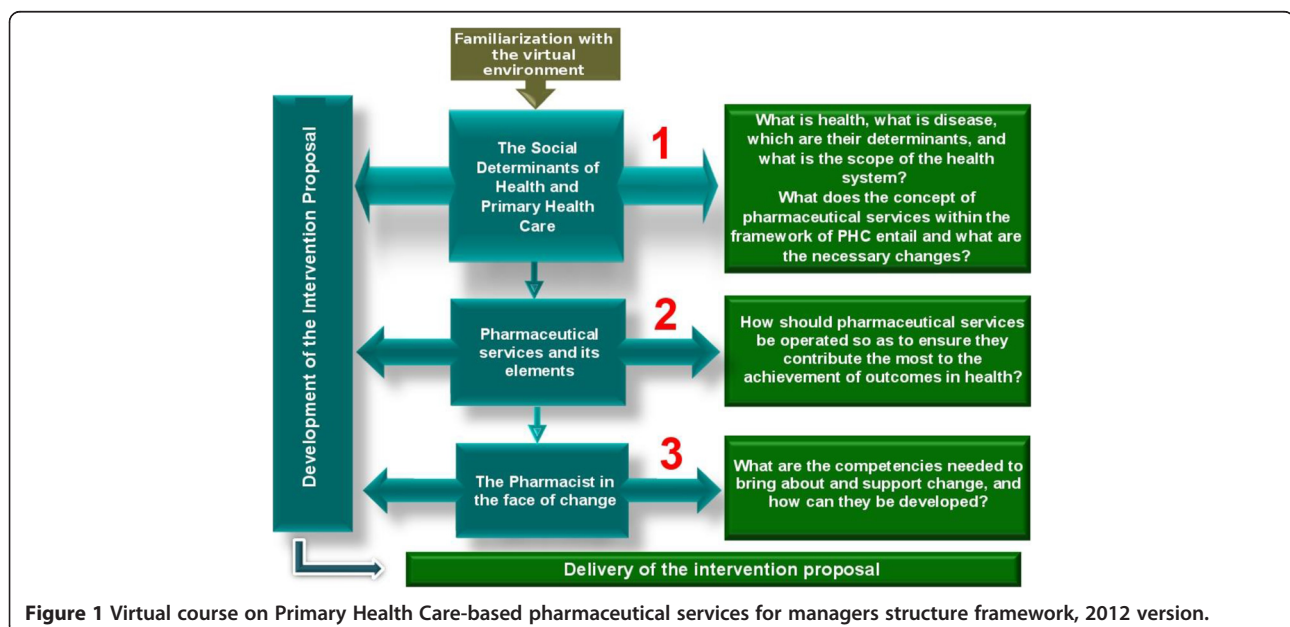 Familiarization with
the virtual
environment
Development of the Intervention Proposal
The Social
Determinants of
Health and
Primary Health
Care
1
What is health, what is disease,
which are their determinants, and
what is the scope of the health
system?
What does the concept of
pharmaceutical services within the
framework of PHC entail and what are
the necessary changes?
Pharmaceutical
services and its
elements
2
How should pharmaceutical services
be operated so as to ensure they
contribute the most to the
achievement of outcomes in health?
The Pharmacist in
the face of change
3
What are the competencies needed to
bring about and support change, and
how can they be developed?
Delivery of the intervention proposal
Figure 1 Virtual course on Primary Health Care-based pharmaceutical services for managers structure framework, 2012 version.